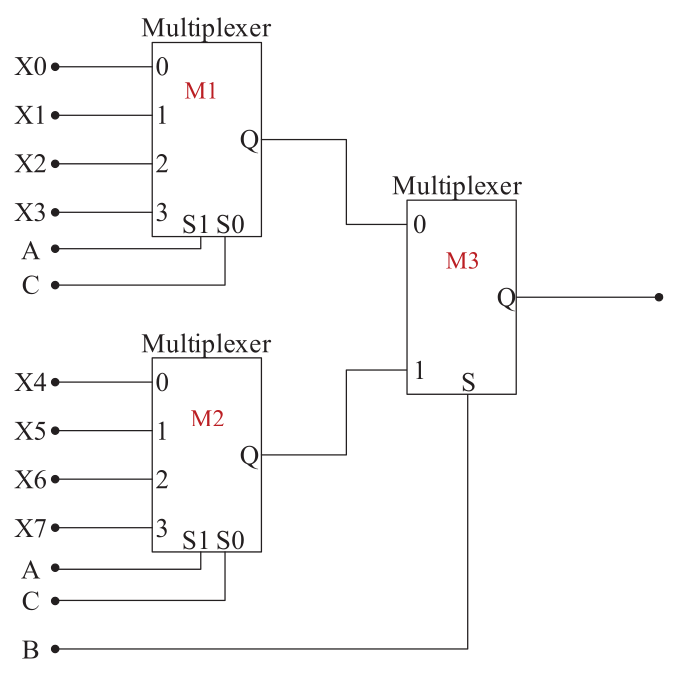 Multiplexer
X0 0
M1
X1 1
Q
X2 2
X3 3
S1 S0
A
C
Multiplexer
0
M3
Q
1
S
Multiplexer
X4 0
M2
X5 1
Q
X6 2
X7 3
S1 S0
A
C
B